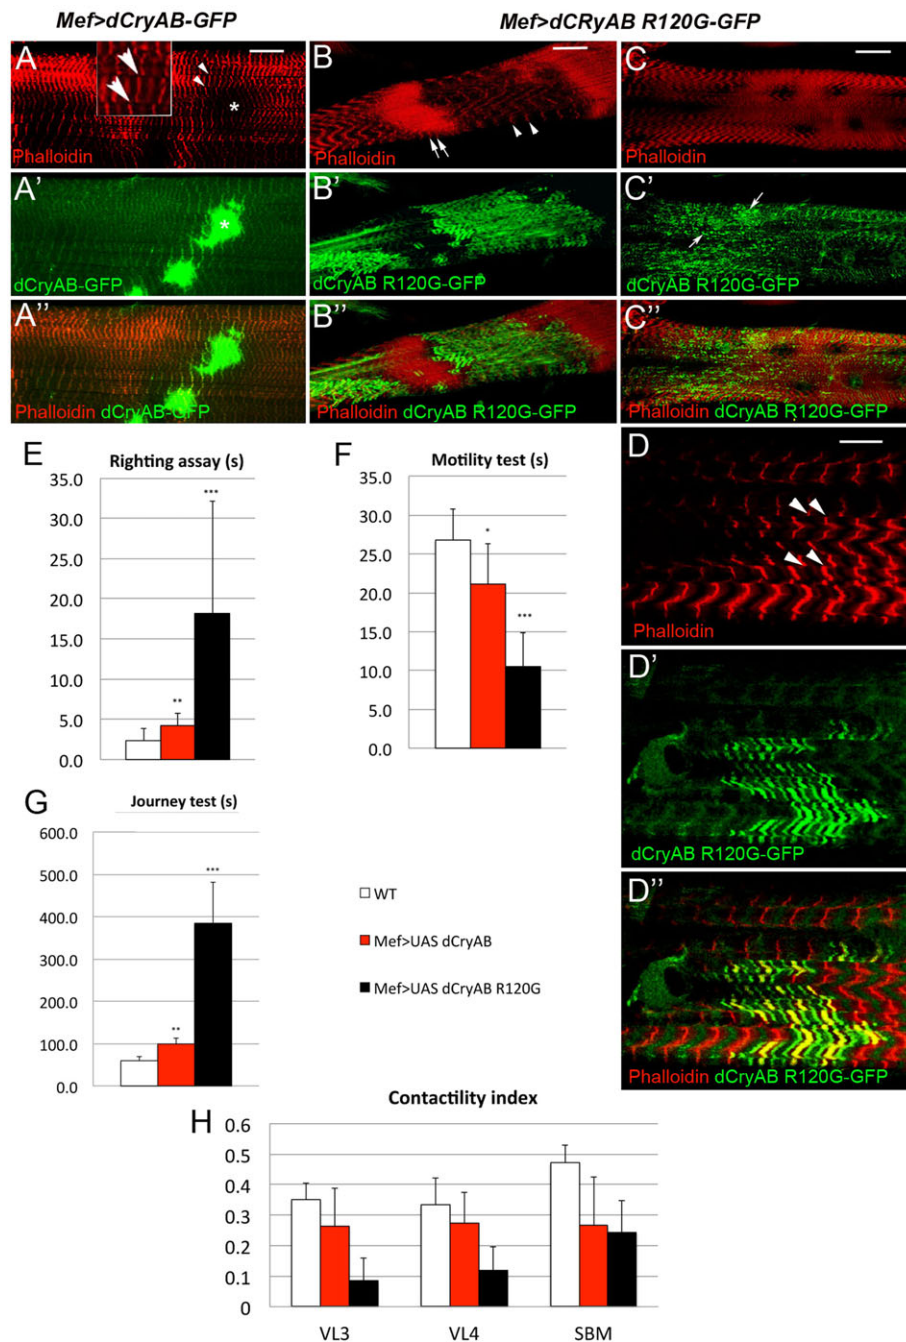 Mef>dCryAB-GFP
Mef>dCRyAB R120G-GFP
A
*
Phalloidin
B
Phalloidin
C
Phalloidin
A'
*
dCryAB-GFP
B'
dCryAB R120G-GFP
C'
dCryAB R120G-GFP
A''
Phalloidin dCryAB-GFP
B''
Phalloidin dCryAB R120G-GFP
C''
Phalloidin dCryAB R120G-GFP
D
Phalloidin
D'
dCryAB R120G-GFP
D''
Phalloidin dCryAB R120G-GFP
E
Righting assay (s)
35.0
30.0
25.0
20.0
15.0
10.0
5.0
0.0
**
***
F
Motility test (s)
35.0
30.0
25.0
20.0
15.0
10.0
5.0
0.0
*
***
G
Journey test (s)
600.0
500.0
400.0
300.0
200.0
100.0
0.0
**
***
WT
Mef>UAS dCryAB
Mef>UAS dCryAB R120G
H
Contactility index
0.6
0.5
0.4
0.3
0.2
0.1
0
VL3 VL4 SBM